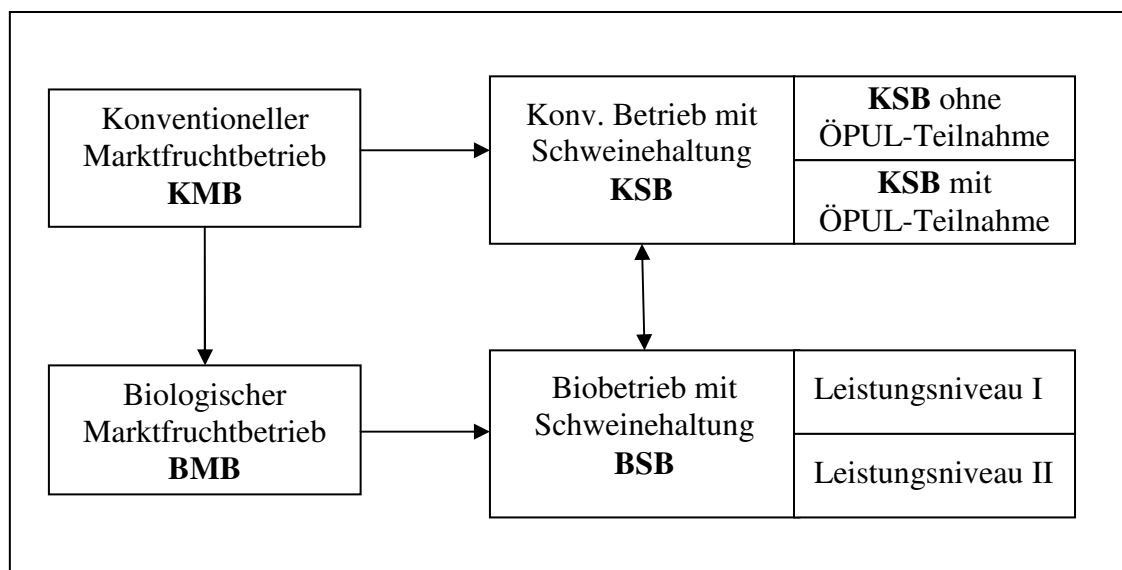 Konventioneller
Marktfruchtbetrieb
KMB
Konv. Betrieb mit
Schweinehaltung
KSB
KSB ohne
ÖPUL-Teilnahme
KSB mit
ÖPUL-Teilnahme
Biologischer
Marktfruchtbetrieb
BMB
Biobetrieb mit
Schweinehaltung
BSB
Leistungsniveau I
Leistungsniveau II